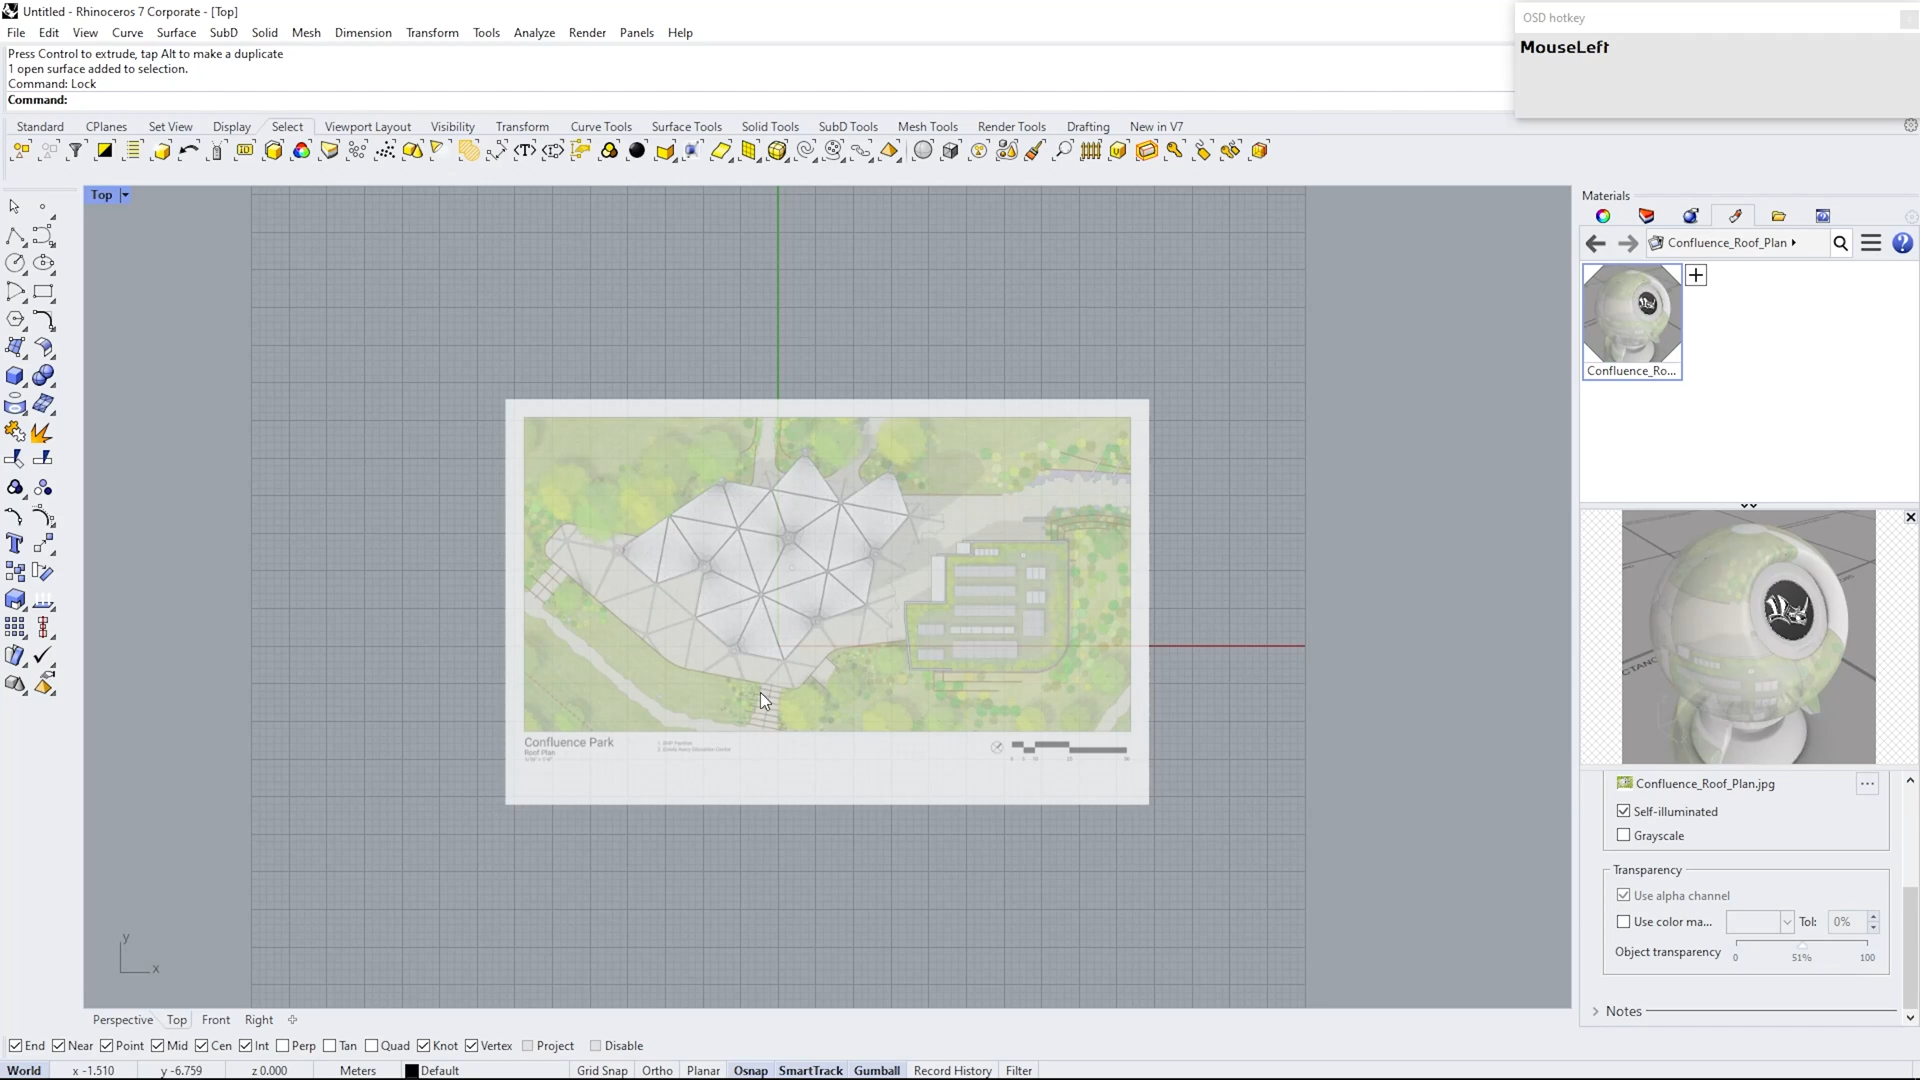 Untitled - Rhinoceros 7 Corporate - [Top]
File Edit View Curve Surface SubD Solid Mesh Dimension Transform Tools Analyze Render Panels Help
Press Control to extrude, tap Alt to make a duplicate
1 open surface added to selection.
Command: Lock
Command:
OSD hotkey
MouseLeft
Standard CPlanes Set View Display Select Viewport Layout Visibility Transform Curve Tools Surface Tools Solid Tools SubD Tools Mesh Tools Render Tools Drafting New in V7
Top
Materials
Confluence_Roof_Plan
Confluence_Ro...
Confluence Park
Roof Plan
y
x
Confluence_Roof_Plan.jpg
Self-illuminated
Grayscale
Transparency
Use alpha channel
Use color ma... Tol: 0%
Object transparency 0 51% 100
Notes
Perspective Top Front Right
End Near Point Mid Cen Int Perp Tan Quad Knot Vertex Project Disable
World x -1.510 y -6.759 z 0.000 Meters Default Grid Snap Ortho Planar Osnap SmartTrack Gumball Record History Filter